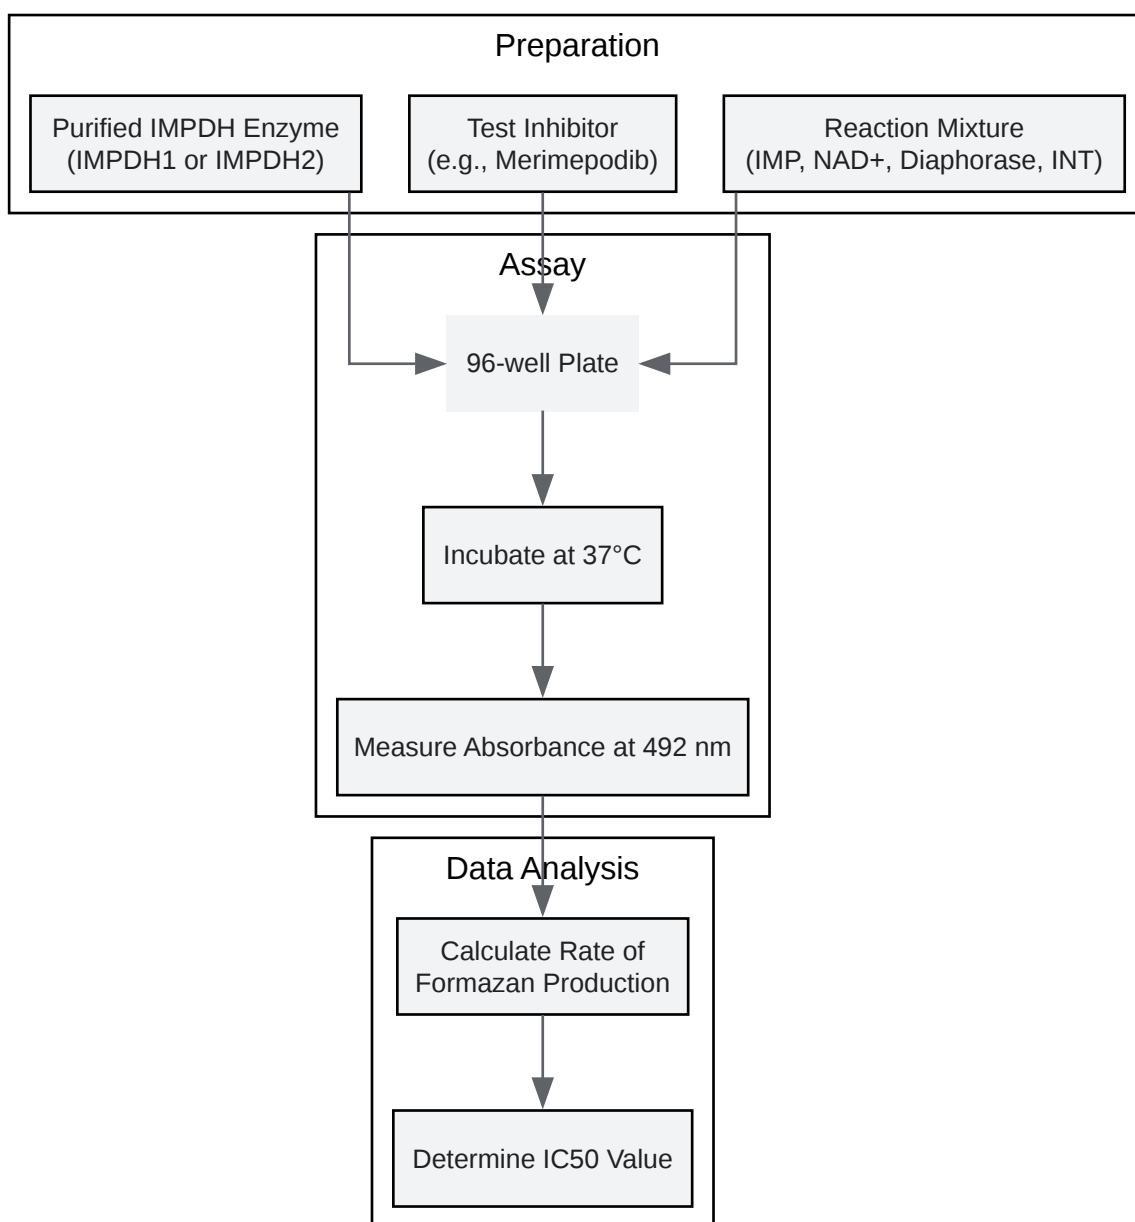 Preparation
Purified IMPDH Enzyme
(IMPDH1 or IMPDH2)
Test Inhibitor
(e.g., Merimepodib)
Reaction Mixture
(IMP, NAD+, Diaphorase, INT)
Assay
96-well Plate
Incubate at 37°C
Measure Absorbance at 492 nm
Data Analysis
Calculate Rate of
Formazan Production
Determine IC50 Value